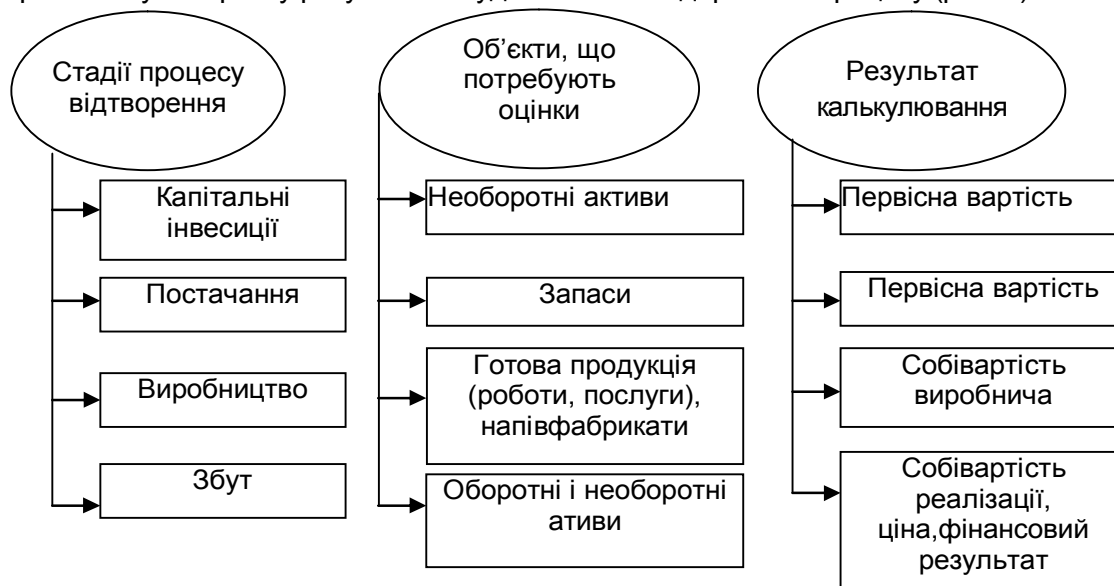 Стадії процесу
відтворення
Капітальні
інвесиції
Постачання
Виробництво
Збут
Об’єкти, що
потребують
оцінки
Необоротні активи
Запаси
Готова продукція
(роботи, послуги),
напівфабрикати
Оборотні і необоротні
ативи
Результат
калькулювання
Первісна вартість
Первісна вартість
Собівартість
виробнича
Собівартість
реалізації,
ціна,фінансовий
результат